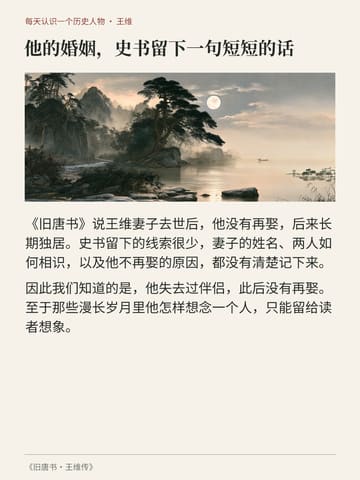 每天认识一个历史人物 · 王维
他的婚姻，史书留下一句短短的话
《旧唐书》说王维妻子去世后，他没有再娶，后来长
期独居。史书留下的线索很少，妻子的姓名、两人如
何相识，以及他不再娶的原因，都没有清楚记下来。
因此我们知道的是，他失去过伴侣，此后没有再娶。
至于那些漫长岁月里他怎样想念一个人，只能留给读
者想象。
《旧唐书·王维传》